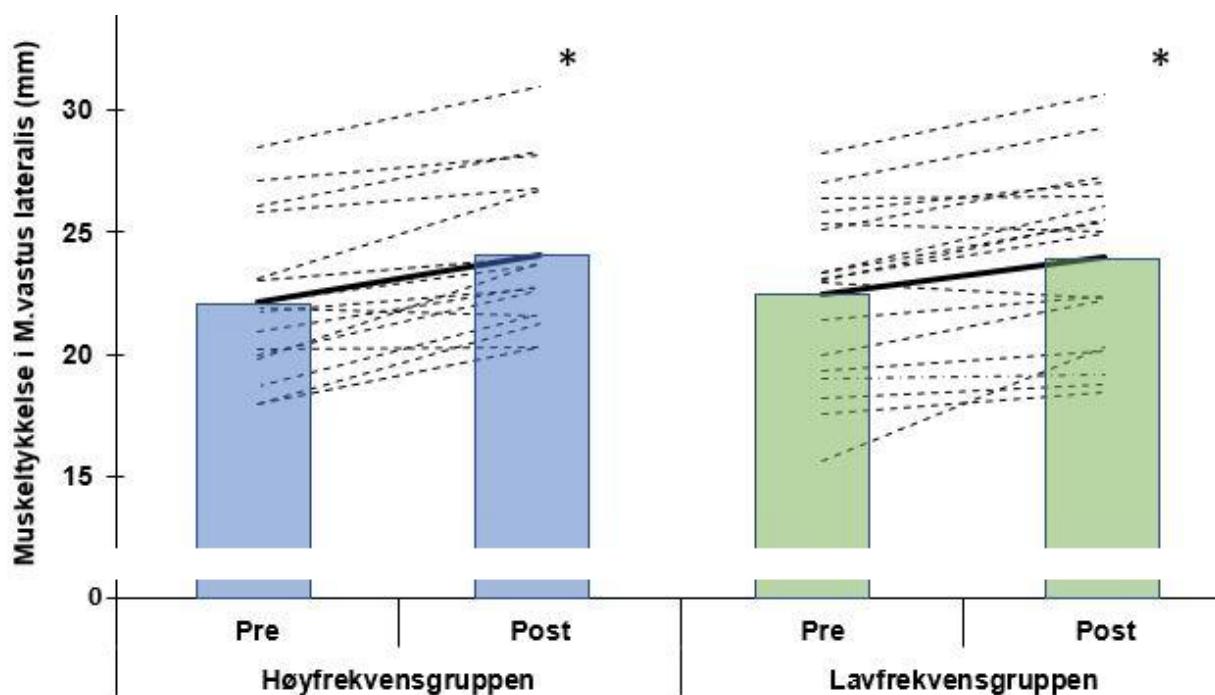 Muskeltykkelse i M.vastus lateralis (mm)
*
*
30
25
20
15
0
Pre
Post
Pre
Post
Høyfrekvensgruppen
Lavfrekvensgruppen